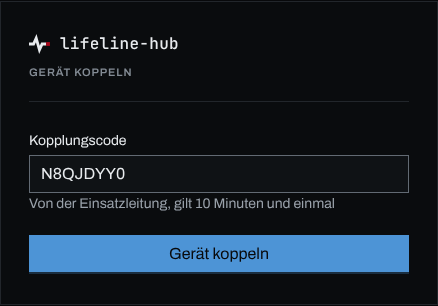 lifeline-hub
GERÄT KOPPELN
Kopplungscode
N8QJDYY0
Von der Einsatzleitung, gilt 10 Minuten und einmal
Gerät koppeln